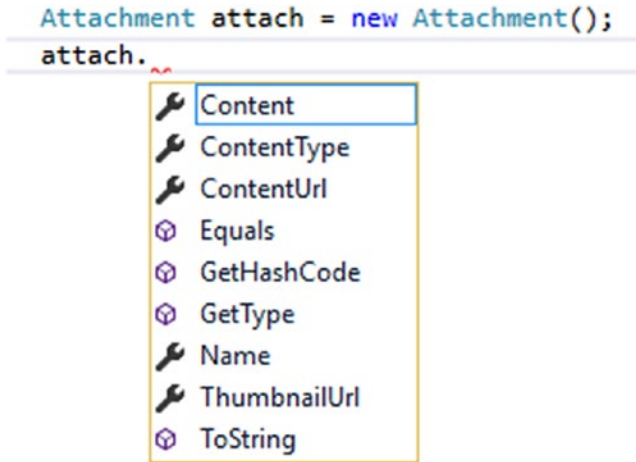 Attachment attach = new Attachment();
attach.
Content
ContentType
ContentUrl
Equals
GetHashCode
GetType
Name
ThumbnailUrl
ToString